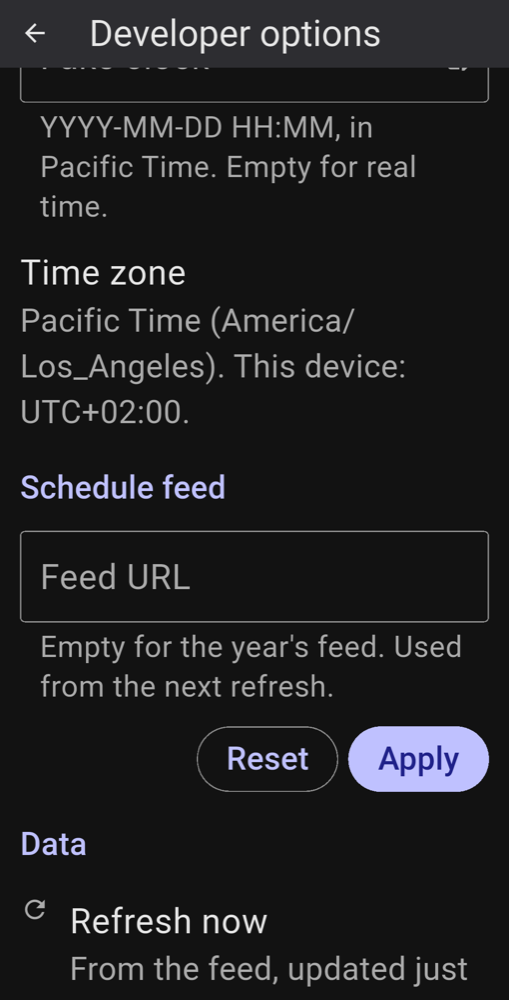 Developer options
YYYY-MM-DD HH:MM, in
Pacific Time. Empty for real
time.
Time zone
Pacific Time (America/
Los_Angeles). This device:
UTC+02:00.
Schedule feed
Feed URL
Empty for the year's feed. Used
from the next refresh.
Reset
Apply
Data
Refresh now
From the feed, updated just